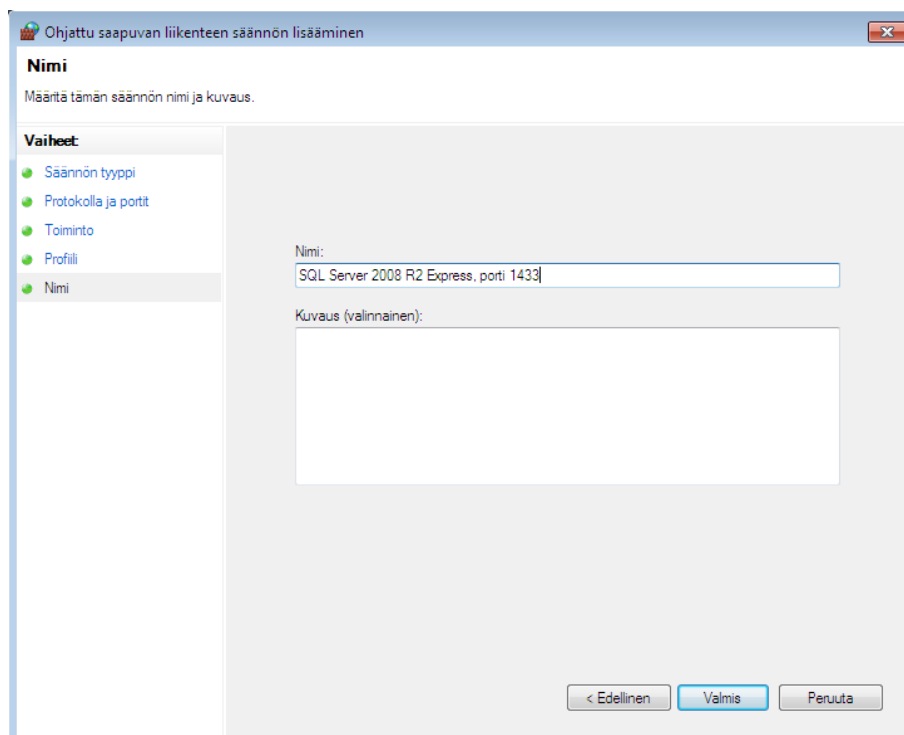 Ohjattu saapuvan liikenteen säännön lisääminen
Nimi
Määritä tämän säännön nimi ja kuvaus.
Vaiheet:
Säännön tyyppi
Protokolla ja portit
Toiminto
Profiili
Nimi
Nimi:
SQL Server 2008 R2 Express, porti 1433
Kuvaus (valinnainen):
< Edellinen
Valmis
Peruuta